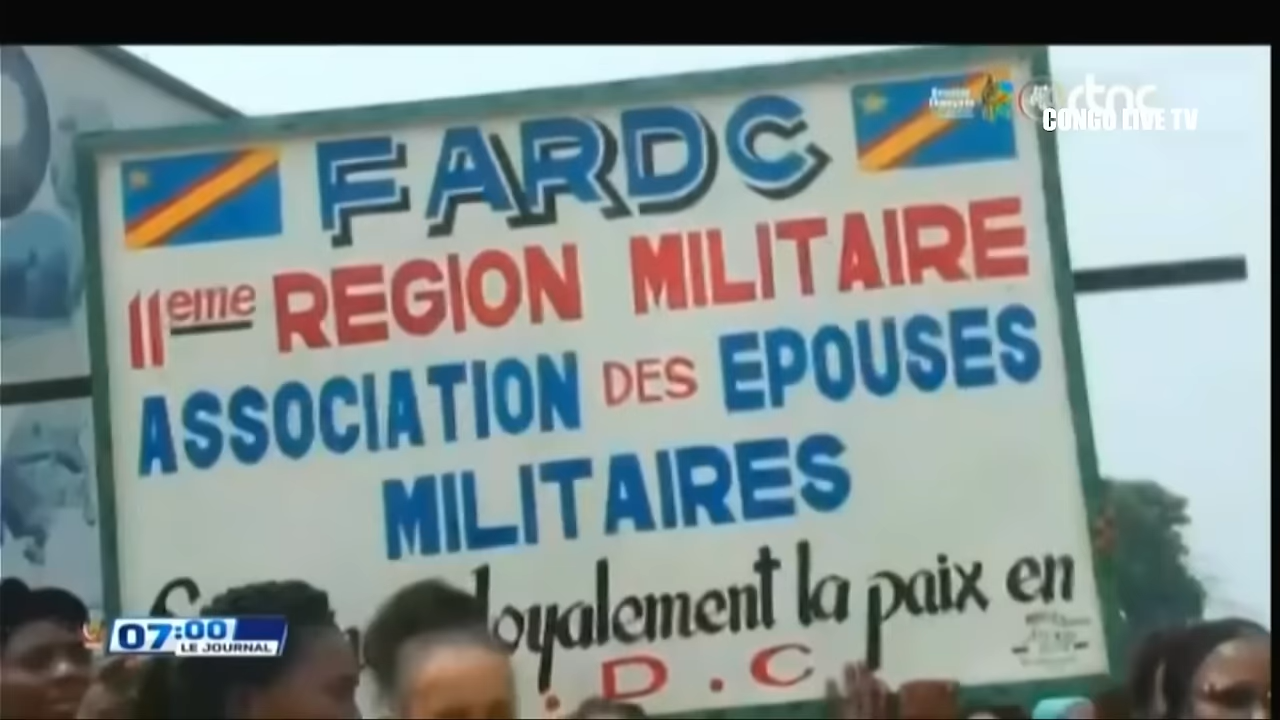 rtnc
CONGO LIVE TV
FARDC
11eme REGION MILITAIRE
ASSOCIATION DES EPOUSES
MILITAIRES
loyalement la paix en
.D.C
07:00
LE JOURNAL